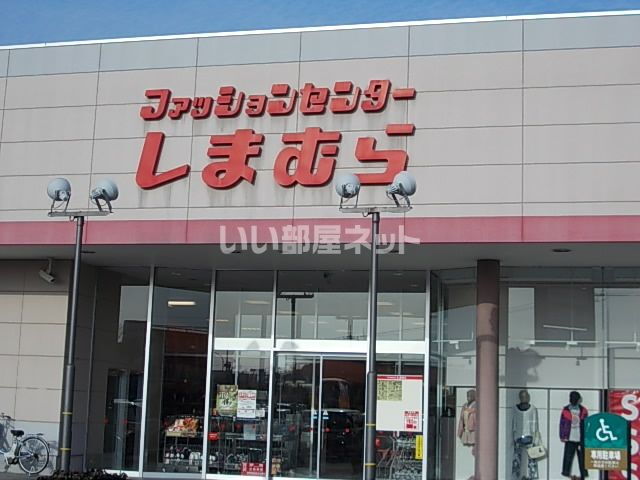 ファッションセンター
しまむら
いい部屋ネット
専用駐車場